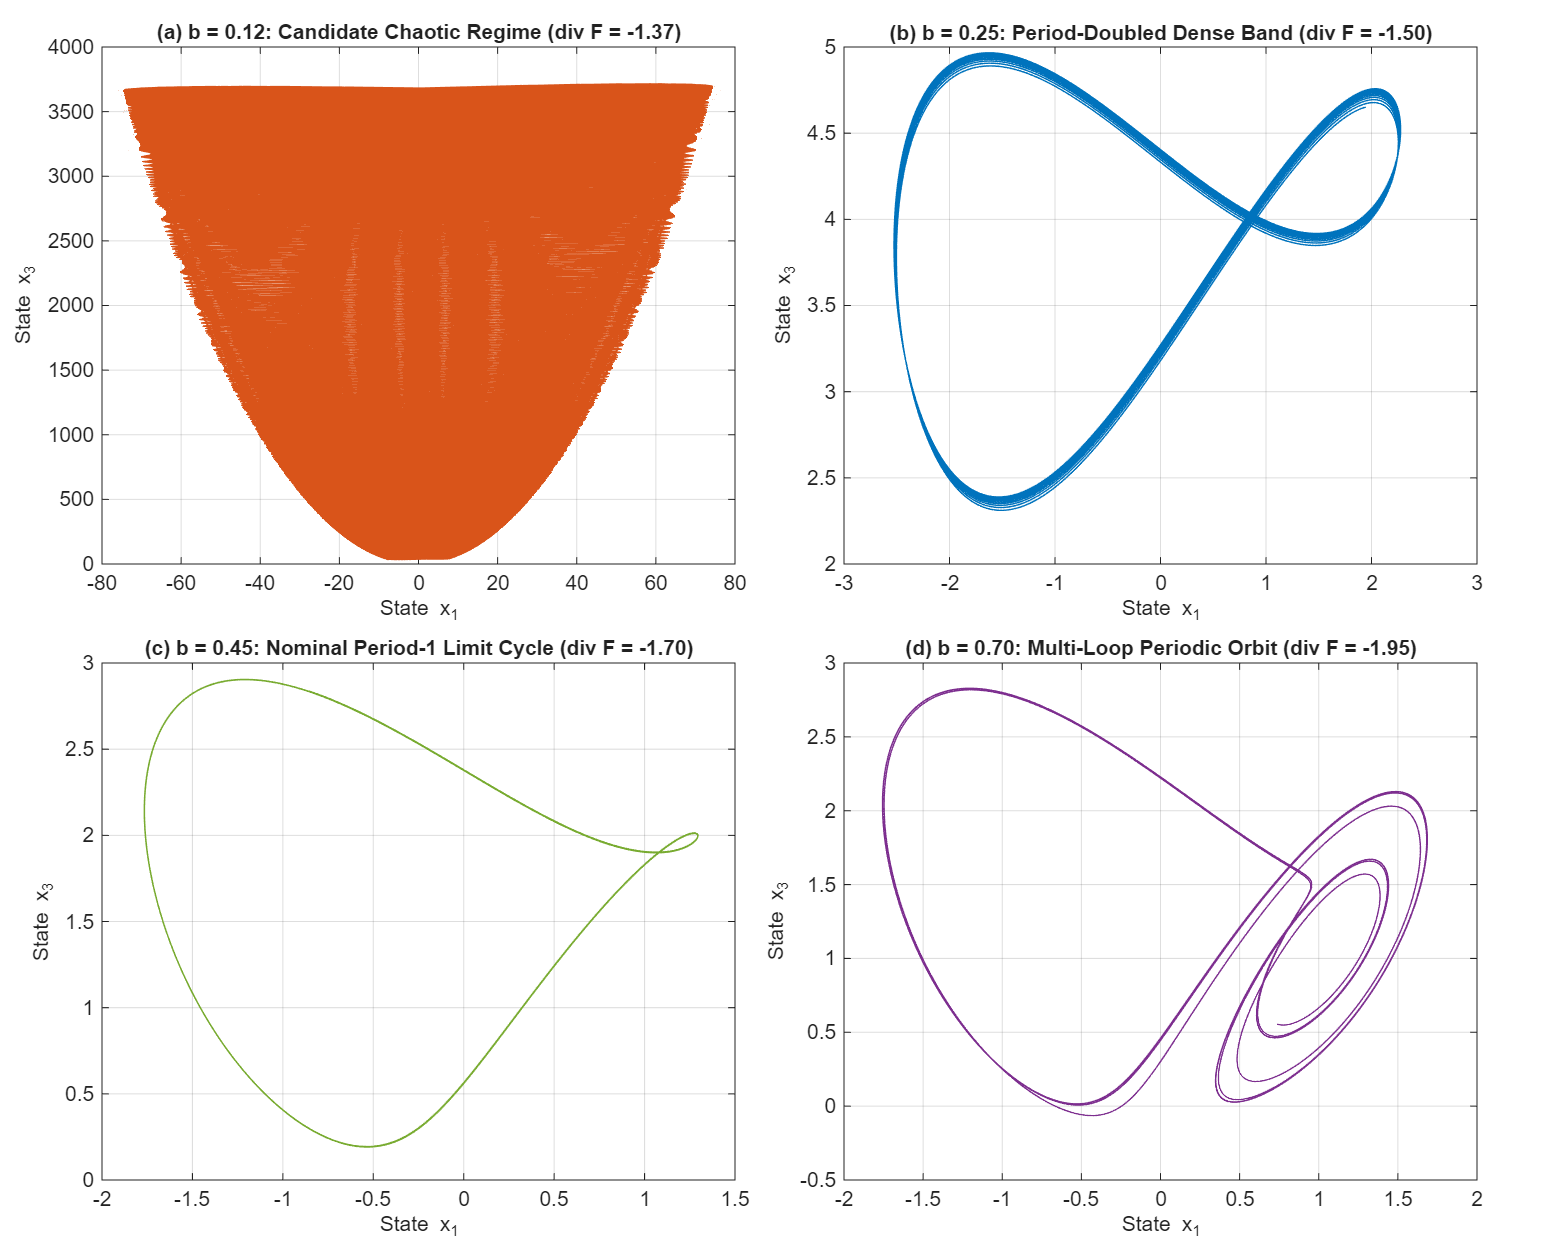 (a) b = 0.12: Candidate Chaotic Regime (div F = -1.37)
4000
3500
3000
2500
2000
1500
1000
500
0
State x₃
-80 -60 -40 -20 0 20 40 60 80
State x₁
(b) b = 0.25: Period-Doubled Dense Band (div F = -1.50)
5
4.5
4
3.5
3
2.5
2
State x₃
-3 -2 -1 0 1 2 3
State x₁
(c) b = 0.45: Nominal Period-1 Limit Cycle (div F = -1.70)
3
2.5
2
1.5
1
0.5
0
State x₃
-2 -1.5 -1 -0.5 0 0.5 1 1.5
State x₁
(d) b = 0.70: Multi-Loop Periodic Orbit (div F = -1.95)
3
2.5
2
1.5
1
0.5
0
-0.5
State x₃
-2 -1.5 -1 -0.5 0 0.5 1 1.5 2
State x₁